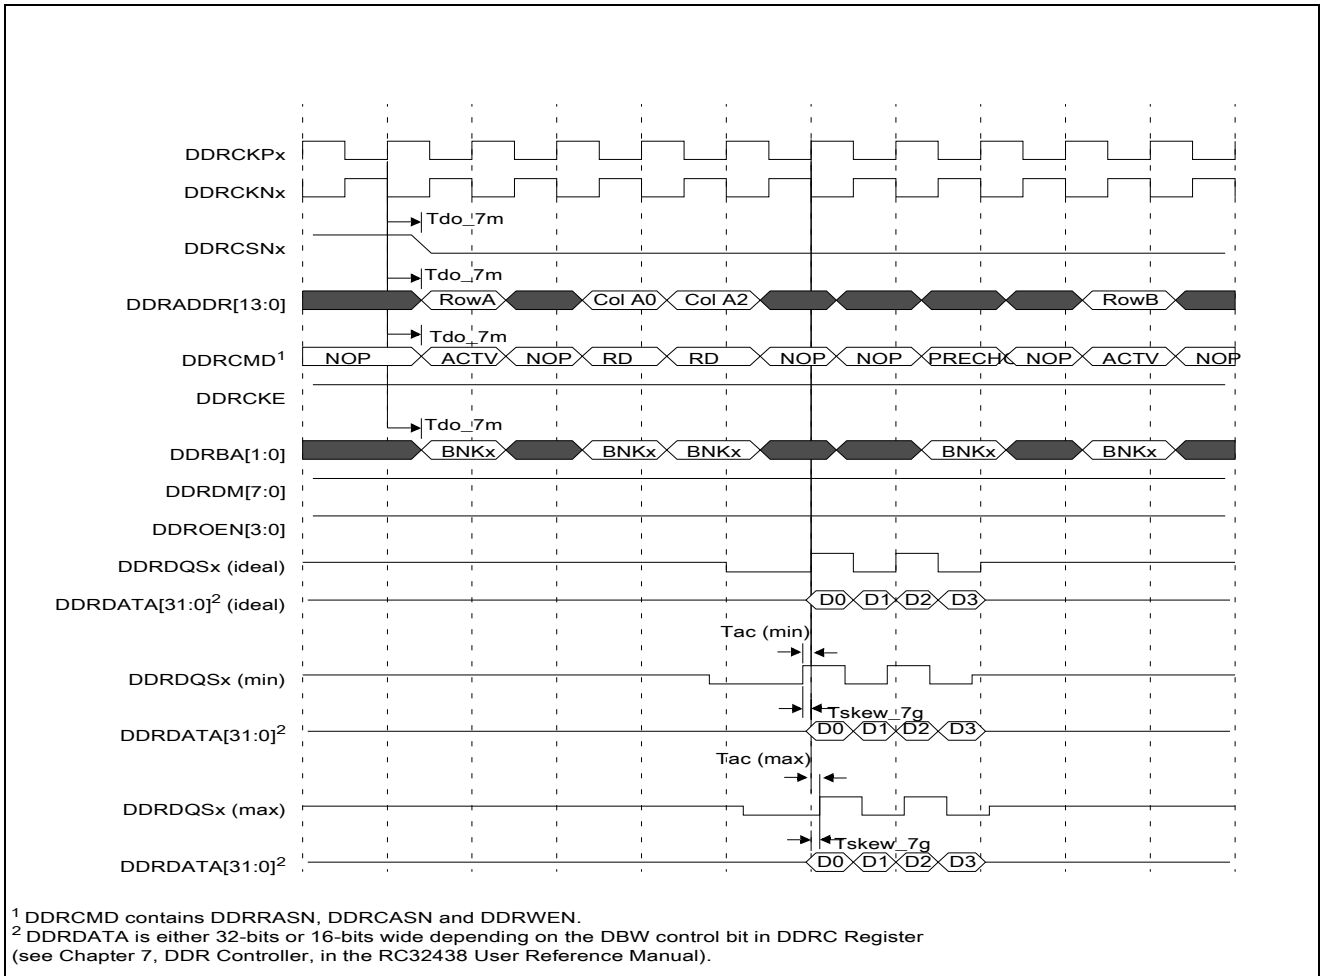 DDRCKPx
DDRCKNx
Tdo_7m
DDRCSNx
Tdo_7m
DDRADDR[13:0] RowA Col A0 Col A2 RowB
Tdo_7m
DDRCMD1 NOP ACTV NOP RD RD NOP NOP PRECHG NOP ACTV NOP
DDRCKE
Tdo_7m
DDRBA[1:0] BNKx BNKx BNKx BNKx BNKx
DDRDM[7:0]
DDROEN[3:0]
DDRDQSx (ideal)
DDRDATA[31:0]2 (ideal) D0 D1 D2 D3
Tac (min)
DDRDQSx (min)
Tskew_7g
DDRDATA[31:0]2 D0 D1 D2 D3
Tac (max)
DDRDQSx (max)
Tskew_7g
DDRDATA[31:0]2 D0 D1 D2 D3
1 DDRCMD contains DDRRASN, DDRCASN and DDRWEN.
2 DDRDATA is either 32-bits or 16-bits wide depending on the DBW control bit in DDRC Register
(see Chapter 7, DDR Controller, in the RC32438 User Reference Manual).